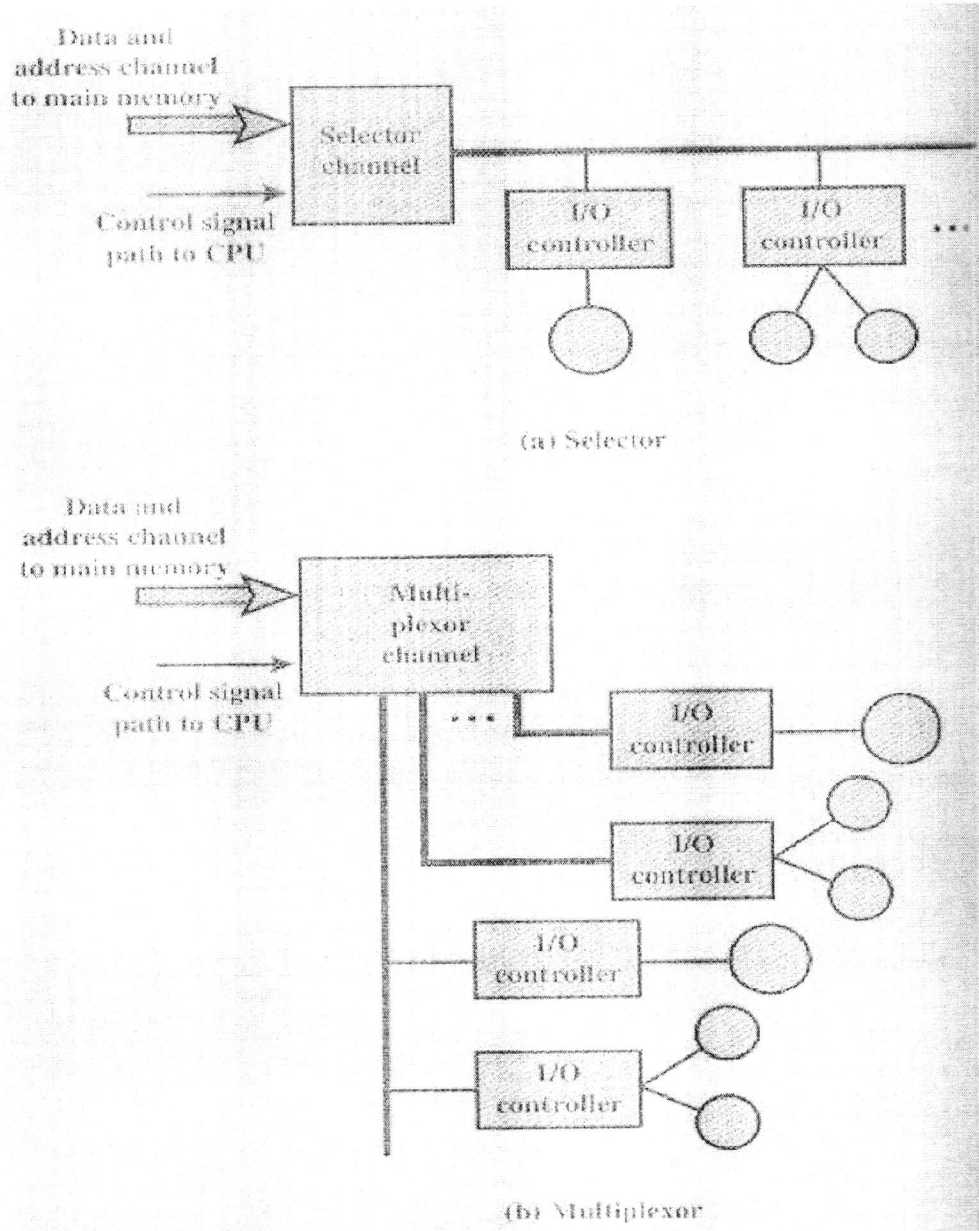 Data and
address channel
to main memory
Selector
channel
Control signal
path to CPU
I/O
controller
I/O
controller
...
(a) Selector
Data and
address channel
to main memory
Multi-
plexor
channel
Control signal
path to CPU
...
I/O
controller
I/O
controller
I/O
controller
I/O
controller
(b) Multiplexor